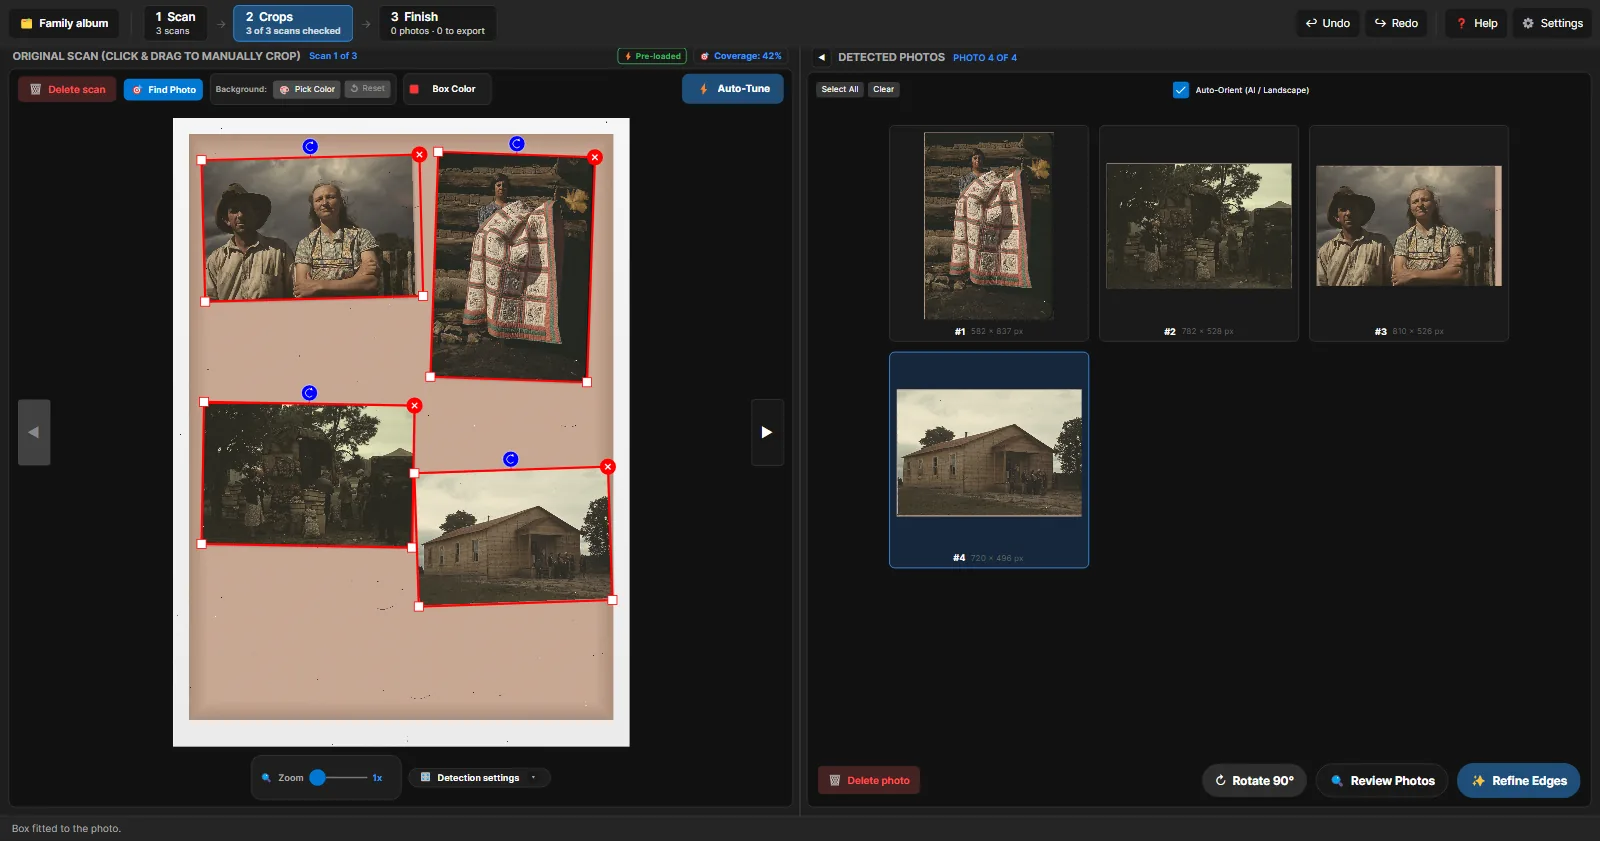 Family album
1 Scan
3 scans
2 Crops
3 of 3 scans checked
3 Finish
0 photos · 0 to export
Undo
Redo
Help
Settings
ORIGINAL SCAN (CLICK & DRAG TO MANUALLY CROP) Scan 1 of 3
Pre-loaded
Coverage: 42%
DETECTED PHOTOS PHOTO 4 OF 4
Delete scan
Find Photo
Background:
Pick Color
Reset
Box Color
Auto-Tune
Select All
Clear
Auto-Orient (AI / Landscape)
#1 582 × 837 px
#2 782 × 528 px
#3 810 × 526 px
#4 720 × 496 px
Zoom
1x
Detection settings
Delete photo
Rotate 90°
Review Photos
Refine Edges
Box fitted to the photo.